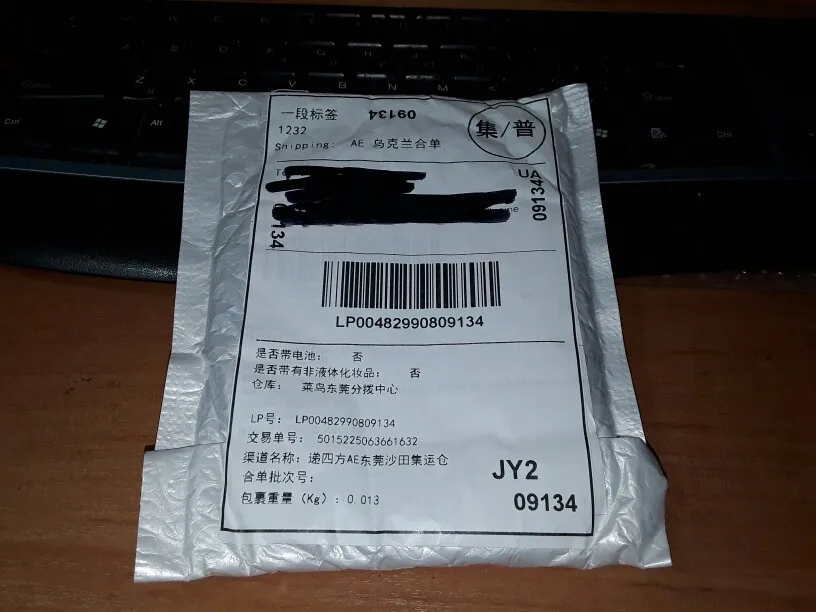 一段标签 09134
1232
集/普
Shipping: AE 乌克兰合单
UA
09134
LP00482990809134
是否带电池： 否
是否带有非液体化妆品： 否
仓库： 菜鸟东莞分拨中心
LP号: LP00482990809134
交易单号: 5015225063661632
渠道名称: 递四方AE东莞沙田集运仓
合单批次号:
包裹重量（Kg）: 0.013
JY2
09134
Z X C V B N M
Ctrl Alt Ctrl